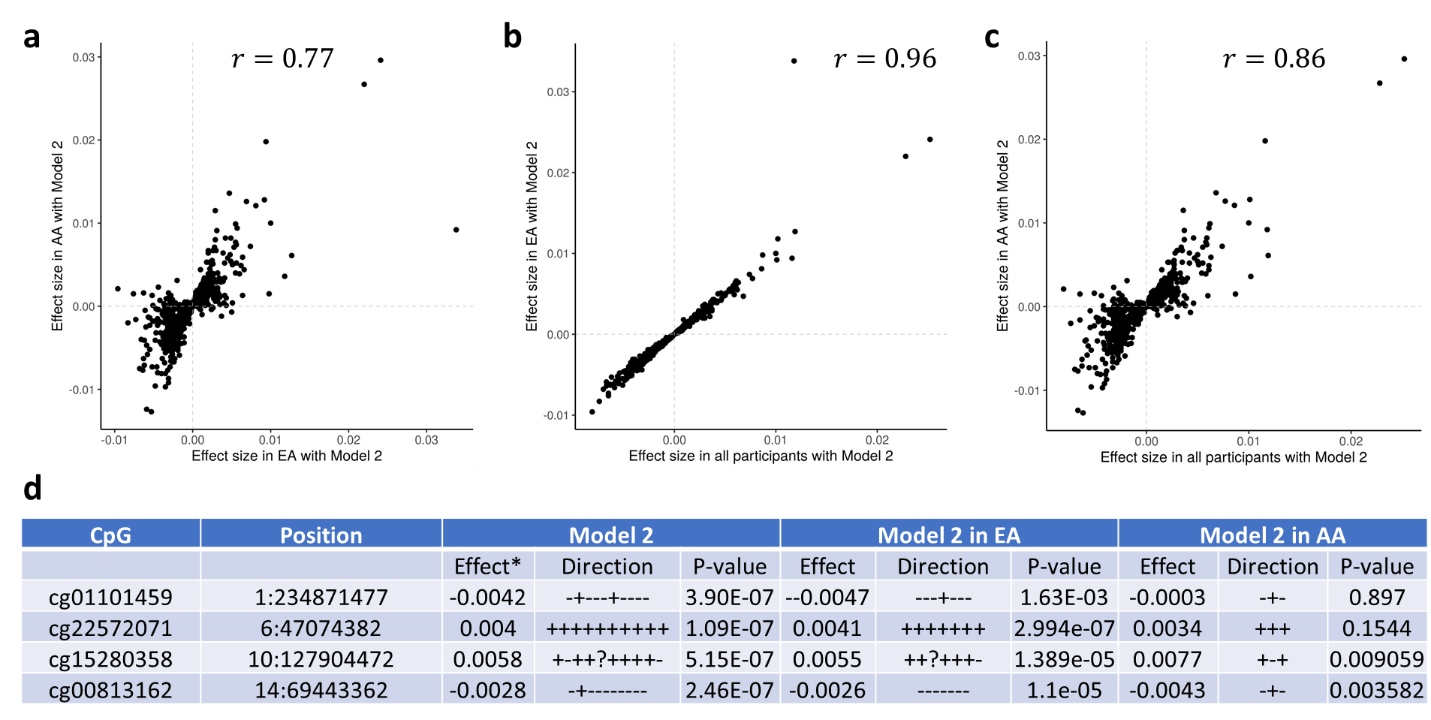 a
r = 0.77
Effect size in AA with Model 2
0.03
0.02
0.01
0.00
-0.01
-0.01 0.00 0.01 0.02 0.03
Effect size in EA with Model 2
b
r = 0.96
Effect size in EA with Model 2
0.03
0.02
0.01
0.00
-0.01
0.00 0.01 0.02
Effect size in all participants with Model 2
c
r = 0.86
Effect size in AA with Model 2
0.03
0.02
0.01
0.00
-0.01
0.00 0.01 0.02
Effect size in all participants with Model 2
d
CpG Position Model 2 Model 2 in EA Model 2 in AA
Effect* Direction P-value Effect Direction P-value Effect Direction P-value
cg01101459 1:234871477 -0.0042 -+---+---- 3.90E-07 --0.0047 ---+--- 1.63E-03 -0.0003 -+- 0.897
cg22572071 6:47074382 0.004 ++++++++++ 1.09E-07 0.0041 +++++++ 2.994e-07 0.0034 +++ 0.1544
cg15280358 10:127904472 0.0058 +-++?++++- 5.15E-07 0.0055 ++?+++- 1.389e-05 0.0077 +-+ 0.009059
cg00813162 14:69443362 -0.0028 -+-------- 2.46E-07 -0.0026 ------- 1.1e-05 -0.0043 -+- 0.003582